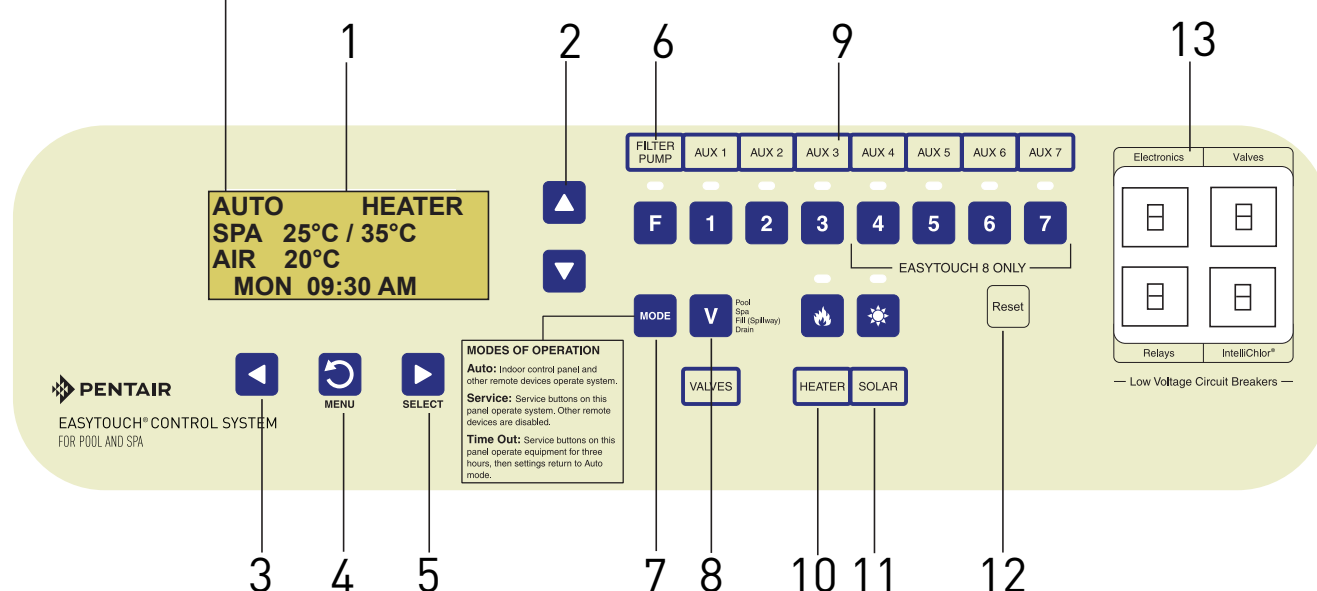 1
2
6
9
13
FILTER PUMP
AUX 1
AUX 2
AUX 3
AUX 4
AUX 5
AUX 6
AUX 7
Electronics
Valves
AUTO HEATER
SPA 25°C / 35°C
AIR 20°C
MON 09:30 AM
F
1
2
3
4
5
6
7
EASYTOUCH 8 ONLY
MODE
V
Pool
Spa
Fill (Spillway)
Drain
Reset
MODES OF OPERATION
Auto: Indoor control panel and
other remote devices operate system.
Service: Service buttons on this
panel operate system. Other remote
devices are disabled.
Time Out: Service buttons on this
panel operate equipment for three
hours, then settings return to Auto
mode.
VALVES
HEATER
SOLAR
Relays
IntelliChlor®
Low Voltage Circuit Breakers
PENTAIR
MENU
SELECT
EASYTOUCH® CONTROL SYSTEM
FOR POOL AND SPA
3
4
5
7
8
10
11
12